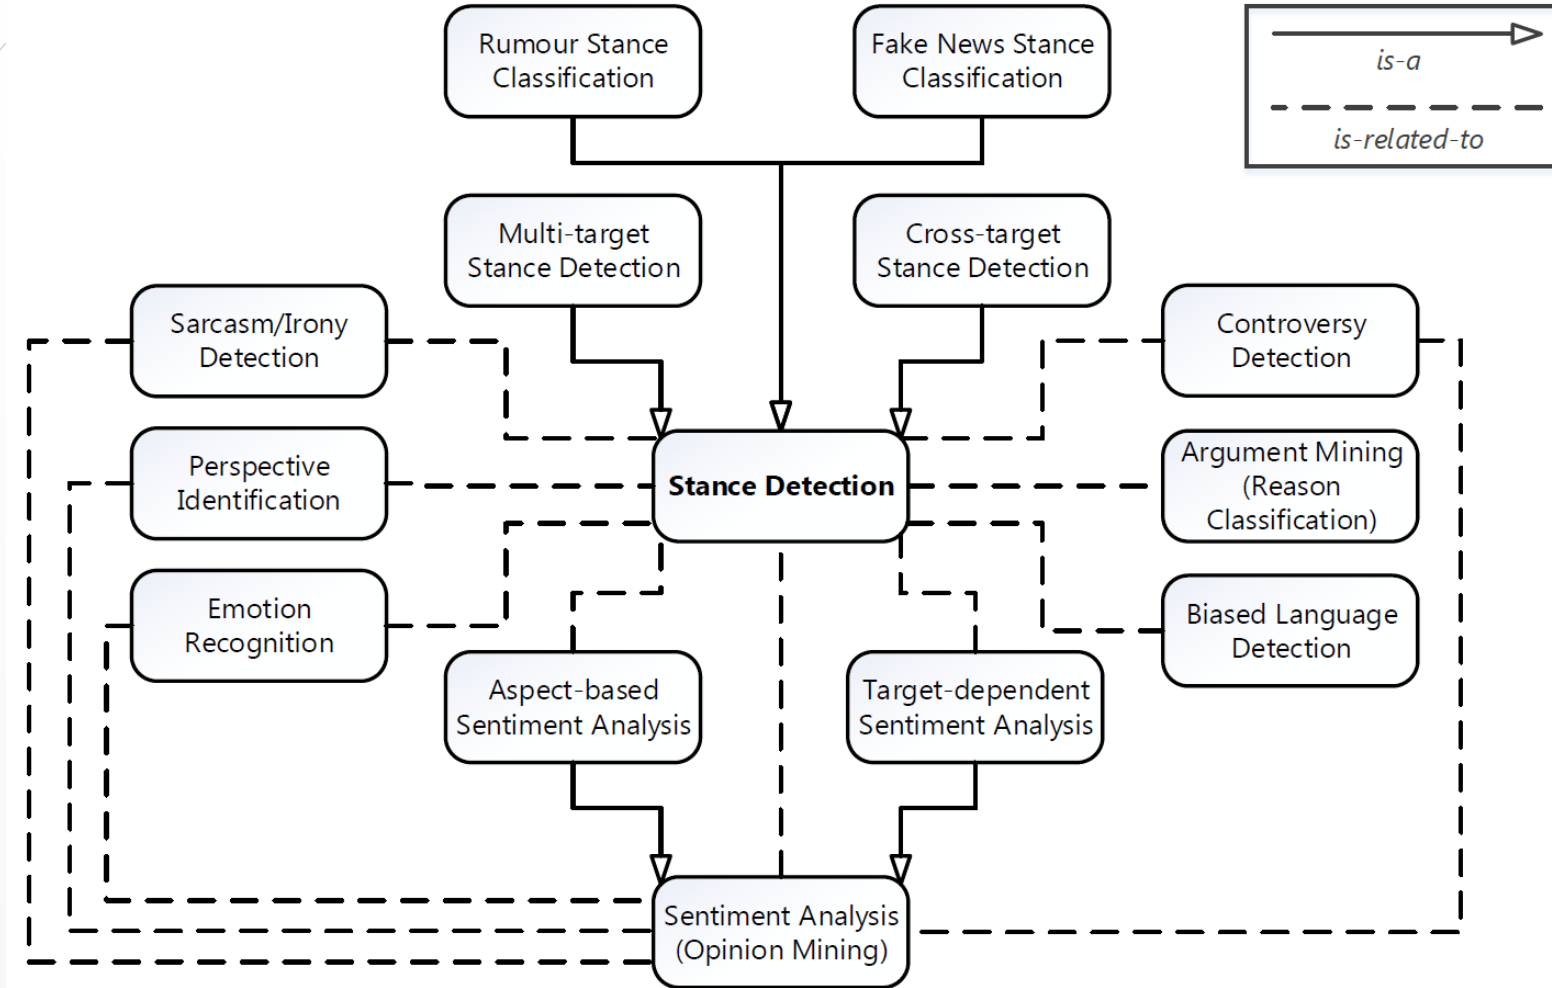 Rumour Stance
Classification
Fake News Stance
Classification
is-a
is-related-to
Multi-target
Stance Detection
Cross-target
Stance Detection
Sarcasm/Irony
Detection
Controversy
Detection
Perspective
Identification
Stance Detection
Argument Mining
(Reason
Classification)
Emotion
Recognition
Biased Language
Detection
Aspect-based
Sentiment Analysis
Target-dependent
Sentiment Analysis
Sentiment Analysis
(Opinion Mining)